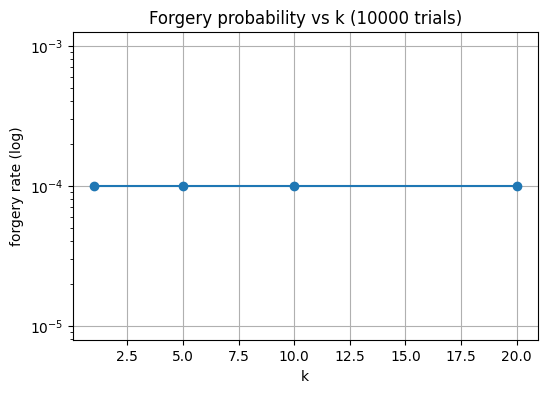 Forgery probability vs k (10000 trials)
forgery rate (log)
10⁻³
10⁻⁴
10⁻⁵
2.5 5.0 7.5 10.0 12.5 15.0 17.5 20.0
k